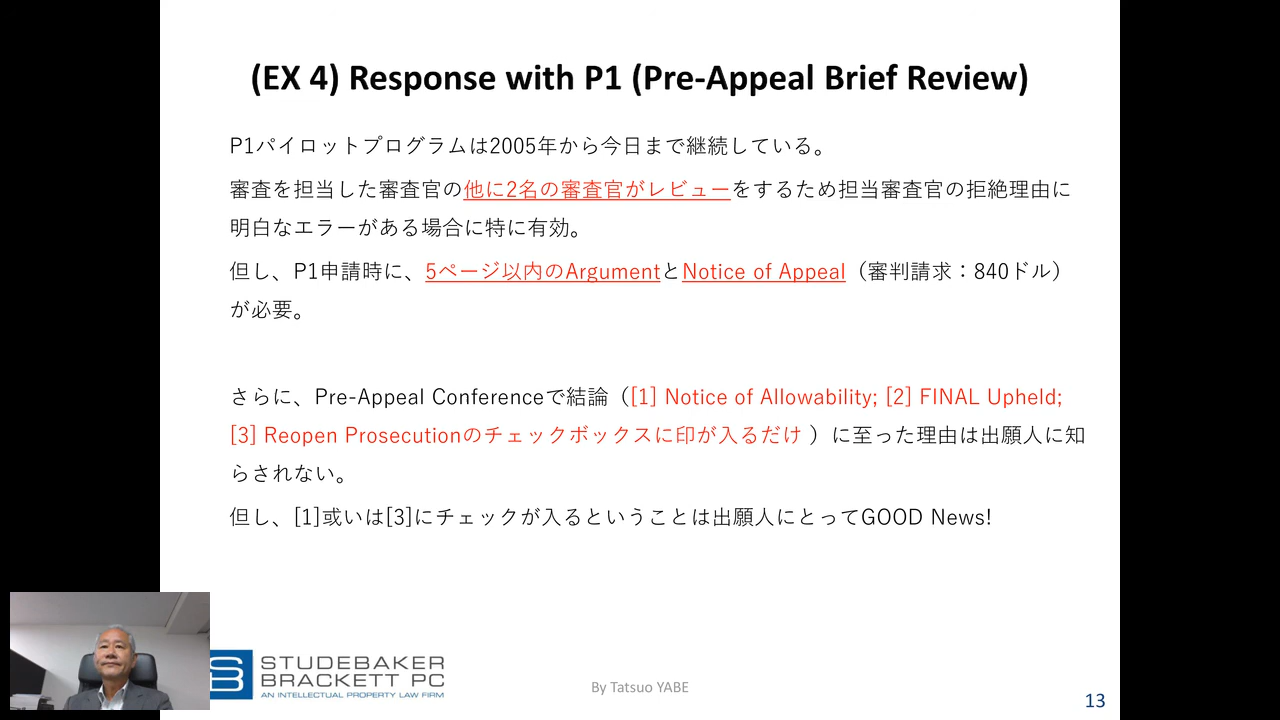 (EX 4) Response with P1 (Pre-Appeal Brief Review)
P1パイロットプログラムは2005年から今日まで継続している。
審査を担当した審査官の他に2名の審査官がレビューをするため担当審査官の拒絶理由に
明白なエラーがある場合に特に有効。
但し、P1申請時に、5ページ以内のArgumentとNotice of Appeal（審判請求：840ドル）
が必要。
さらに、Pre-Appeal Conferenceで結論（[1] Notice of Allowability; [2] FINAL Upheld;
[3] Reopen Prosecutionのチェックボックスに印が入るだけ ）に至った理由は出願人に知
らされない。
但し、[1]或いは[3]にチェックが入るということは出願人にとってGOOD News!
STUDEBAKER
BRACKETT PC
AN INTELLECTUAL PROPERTY LAW FIRM
By Tatsuo YABE
13